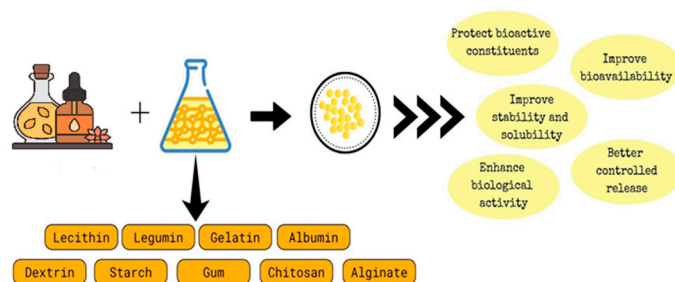 Protect bioactive
constituents
Improve
bioavailability
Improve
stability and
solubility
Enhance
biological
activity
Better
controlled
release
Lecithin
Legumin
Gelatin
Albumin
Dextrin
Starch
Gum
Chitosan
Alginate